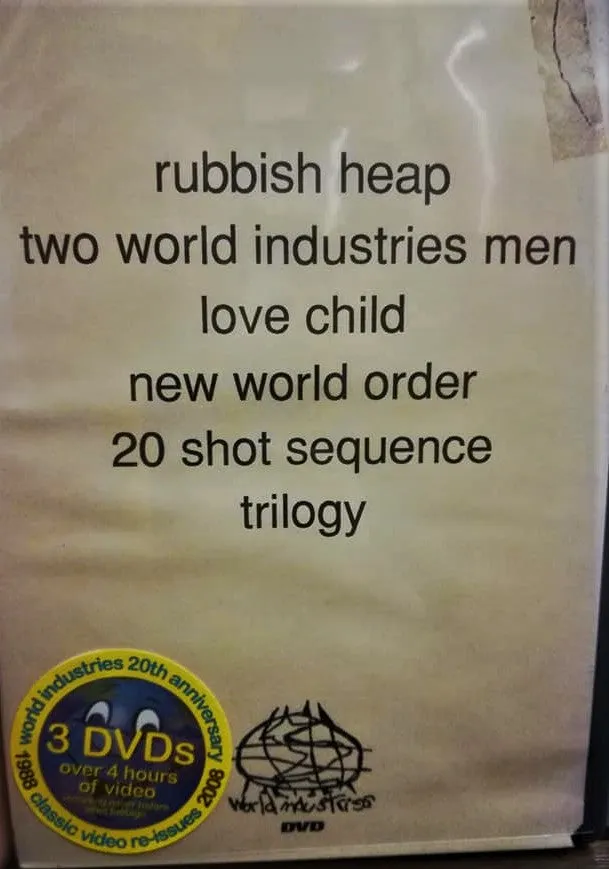 rubbish heap
two world industries men
love child
new world order
20 shot sequence
trilogy
world industries 20th anniversary
3 DVDs
over 4 hours
of video
1988 classic video re-issues 2008
world industries
DVD